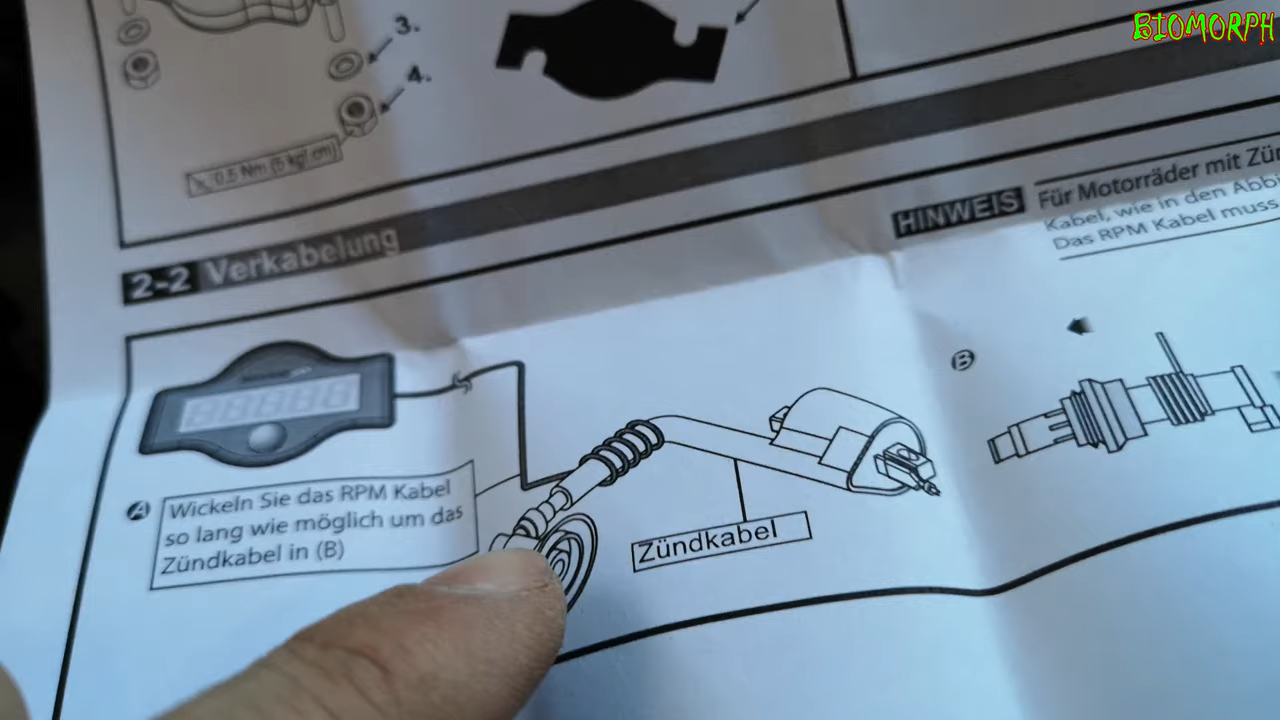 BIOMORPH
3.
4.
0.5 Nm (5 kgf.cm)
2-2 Verkabelung
HINWEIS
Für Motorräder mit
Kabel, wie in den
Das RPM Kabel muss
A
Wickeln Sie das RPM Kabel
so lang wie möglich um das
Zündkabel in (B)
Zündkabel
B